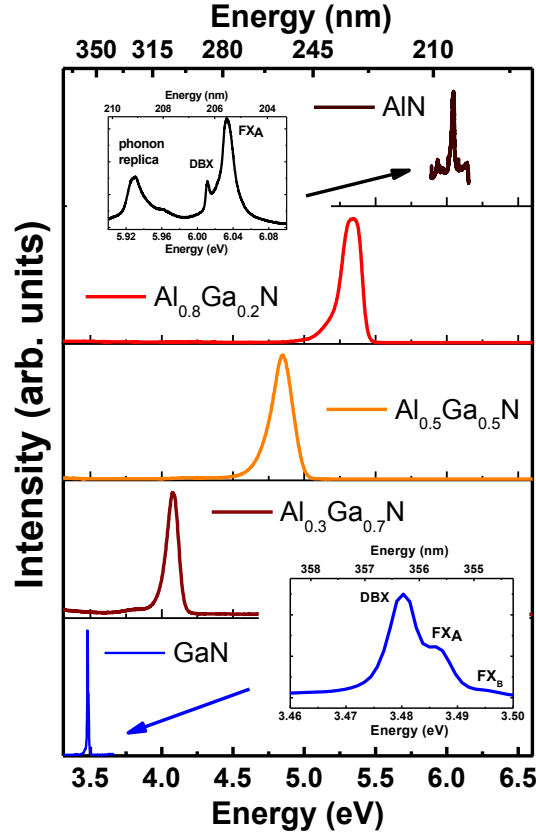 Energy (nm)
350 315 280 245 210
AlN
Energy (nm)
210 208 206 204
phonon
replica
DBX
FXA
5.92 5.96 6.00 6.04 6.08
Energy (eV)
Al0.8Ga0.2N
Al0.5Ga0.5N
Al0.3Ga0.7N
Intensity (arb. units)
GaN
Energy (nm)
358 357 356 355
DBX
FXA
FXB
3.46 3.47 3.48 3.49 3.50
Energy (eV)
3.5 4.0 4.5 5.0 5.5 6.0 6.5
Energy (eV)